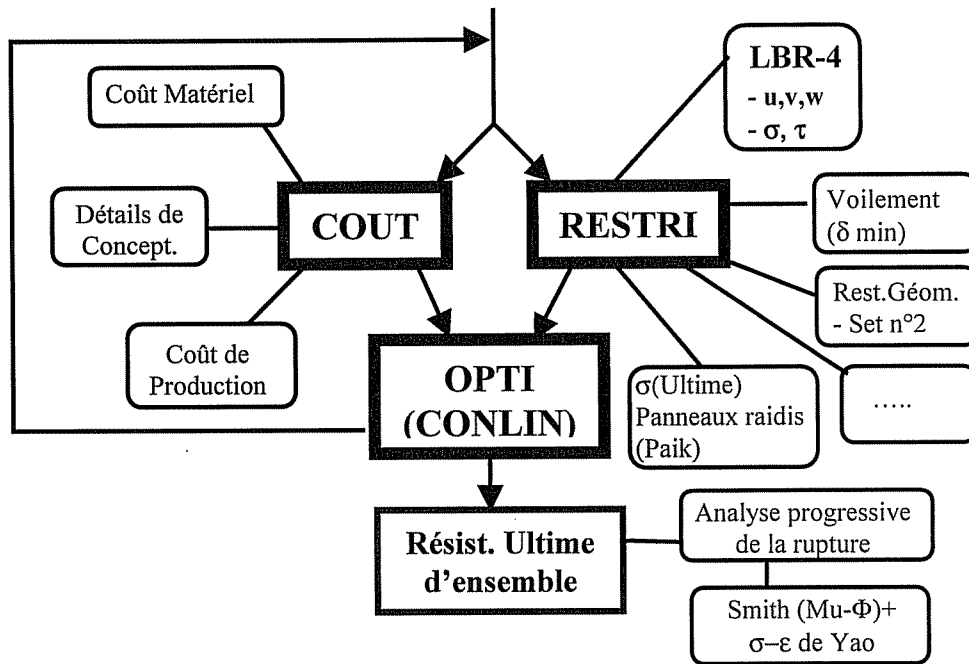 LBR-4
- u,v,w
- σ, τ
Coût Matériel
Détails de
Concept.
COUT
RESTRI
Voilement
(δ min)
Rest.Géom.
- Set n°2
Coût de
Production
OPTI
(CONLIN)
σ(Ultime)
Panneaux raidis
(Paik)
.....
Résist. Ultime
d'ensemble
Analyse progressive
de la rupture
Smith (Mu-Φ)+
σ–ε de Yao